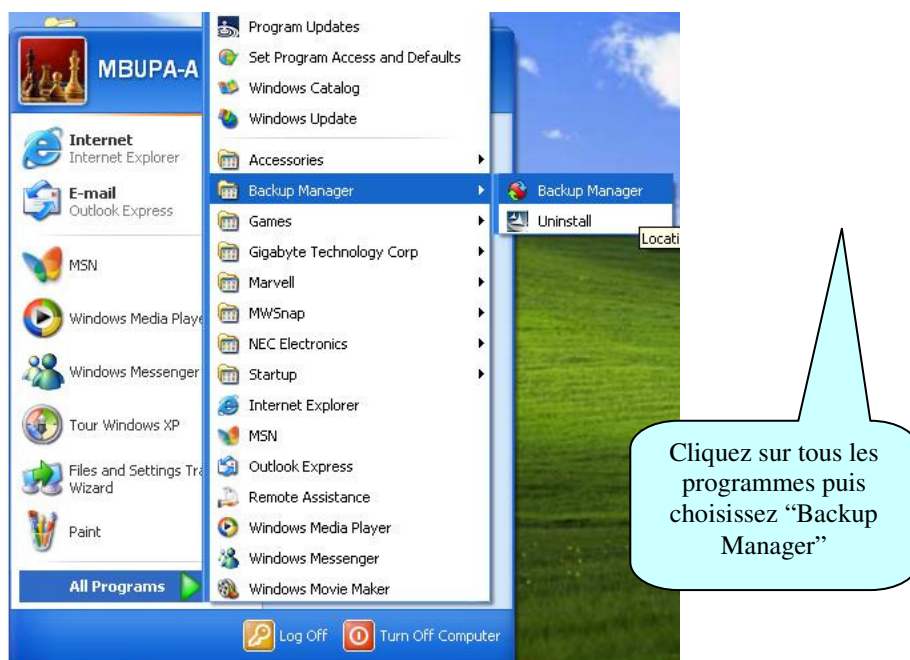 MBUPA-A
Internet
Internet Explorer
E-mail
Outlook Express
MSN
Windows Media Playe
Windows Messenger
Tour Windows XP
Files and Settings Tra
Wizard
Paint
All Programs
Program Updates
Set Program Access and Defaults
Windows Catalog
Windows Update
Accessories
Backup Manager
Games
Gigabyte Technology Corp
Marvell
MWSnap
NEC Electronics
Startup
Internet Explorer
MSN
Outlook Express
Remote Assistance
Windows Media Player
Windows Messenger
Windows Movie Maker
Backup Manager
Uninstall
Locati
Log Off
Turn Off Computer
Cliquez sur tous les
programmes puis
choisissez “Backup
Manager”